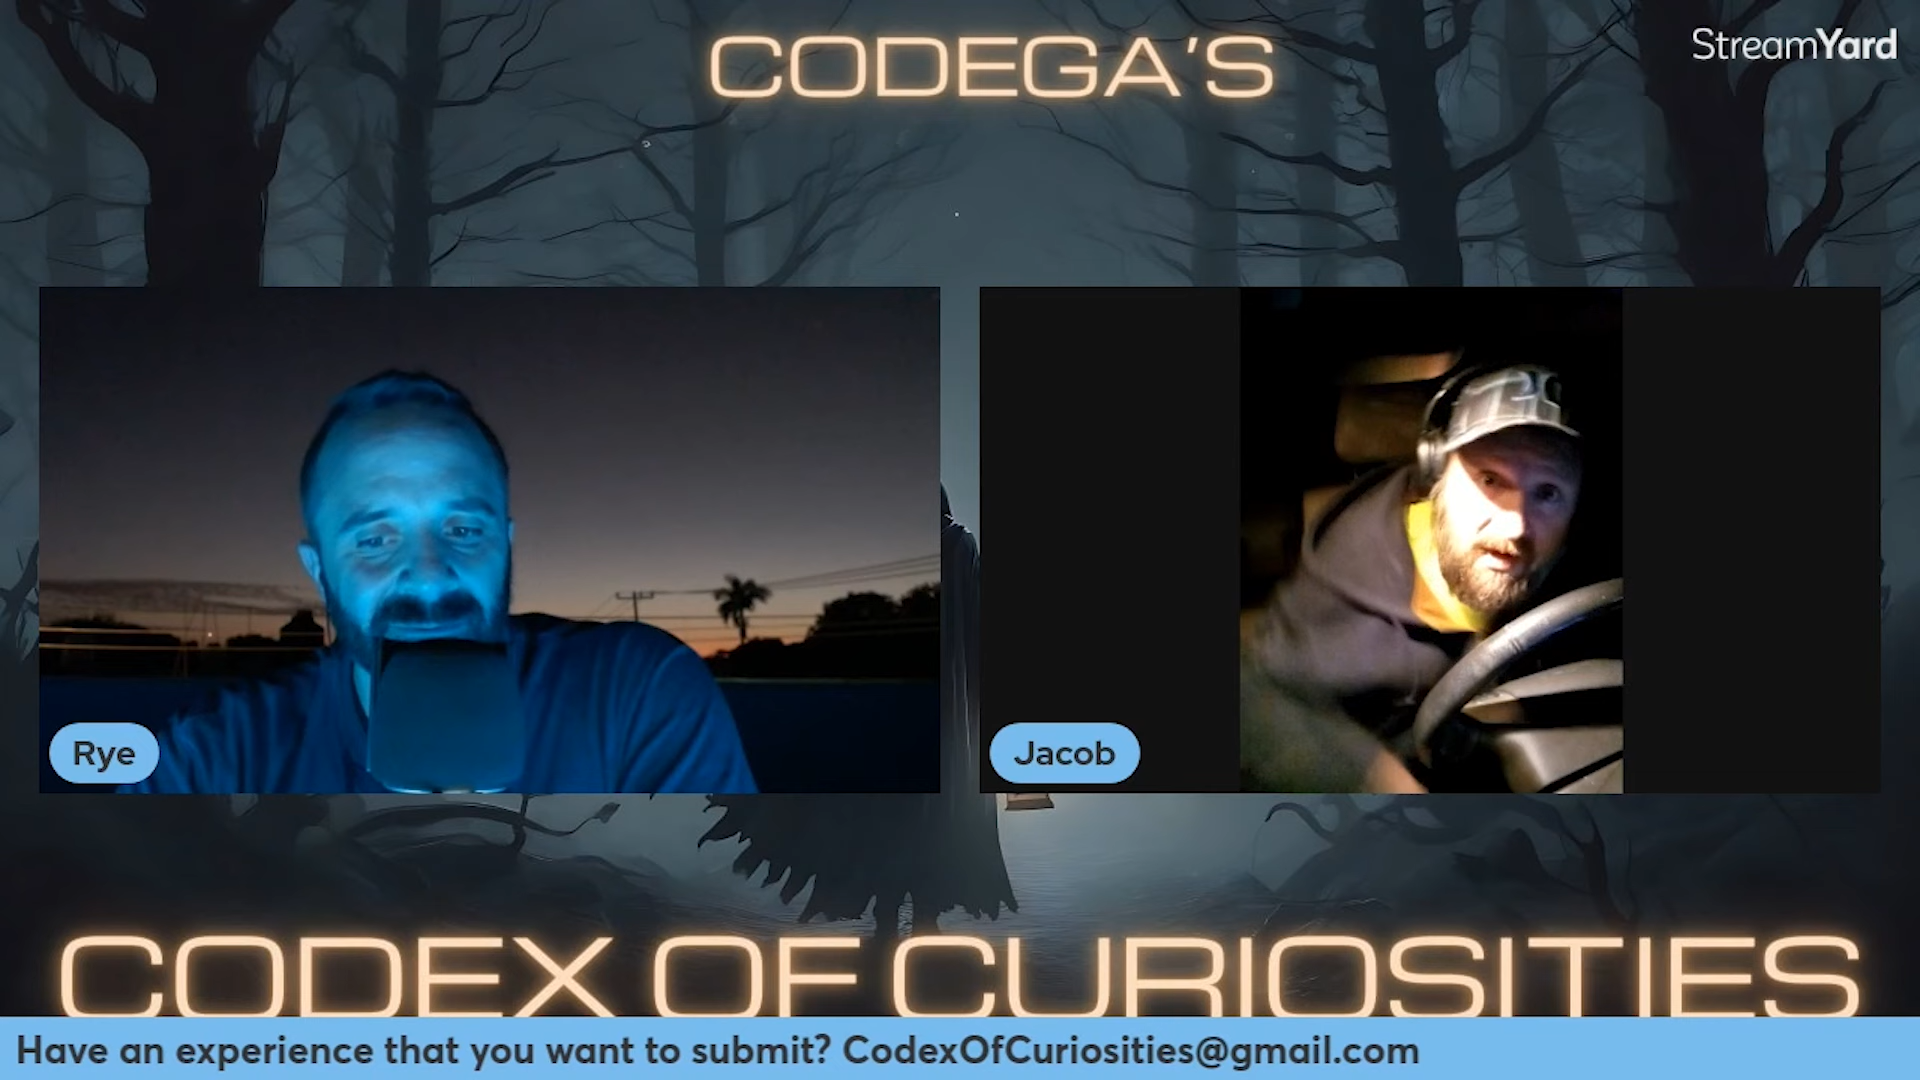 CODEGA'S
StreamYard
Rye
Jacob
CODEX OF CURIOSITIES
Have an experience that you want to submit? CodexOfCuriosities@gmail.com